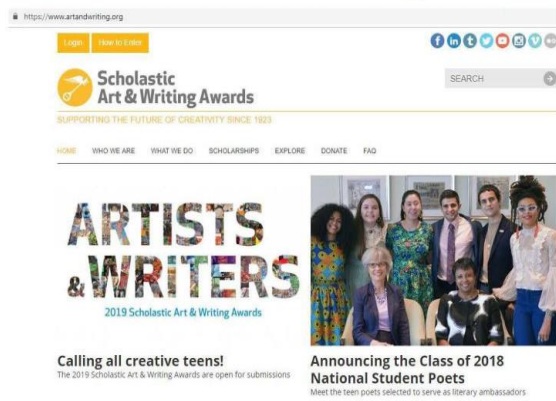 https://www.artandwriting.org
Login How to Enter
Scholastic
Art & Writing Awards
SEARCH
SUPPORTING THE FUTURE OF CREATIVITY SINCE 1923
HOME WHO WE ARE WHAT WE DO SCHOLARSHIPS EXPLORE DONATE FAQ
ARTISTS
& WRITERS
2019 Scholastic Art & Writing Awards
Calling all creative teens!
The 2019 Scholastic Art & Writing Awards are open for submissions
Announcing the Class of 2018
National Student Poets
Meet the teen poets selected to serve as literary ambassadors